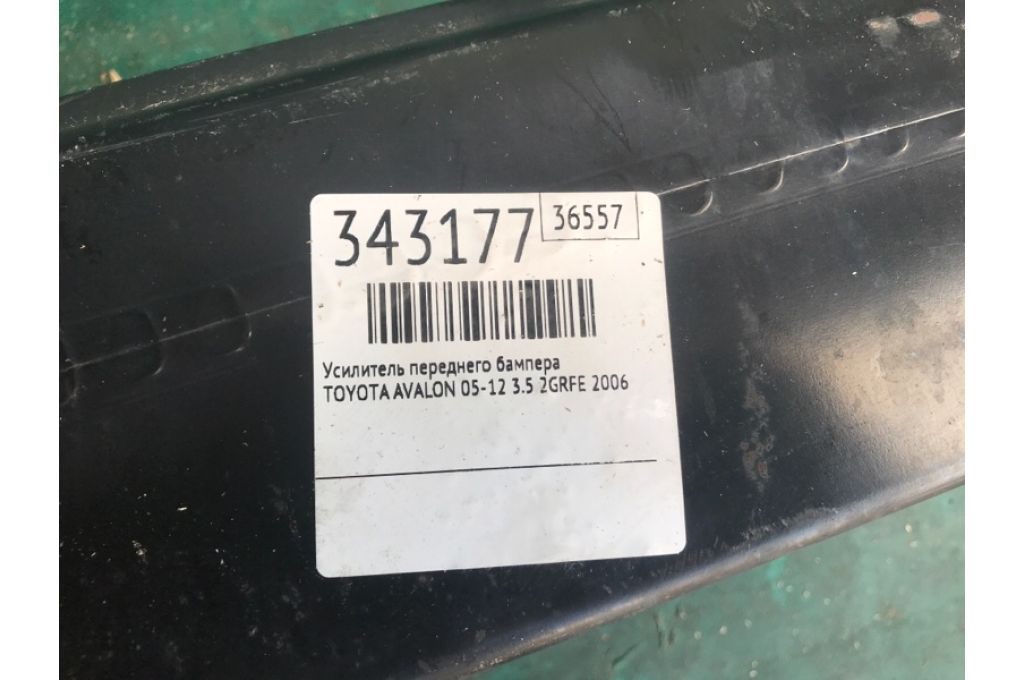 343177
36557
Усилитель переднего бампера
TOYOTA AVALON 05-12 3.5 2GRFE 2006